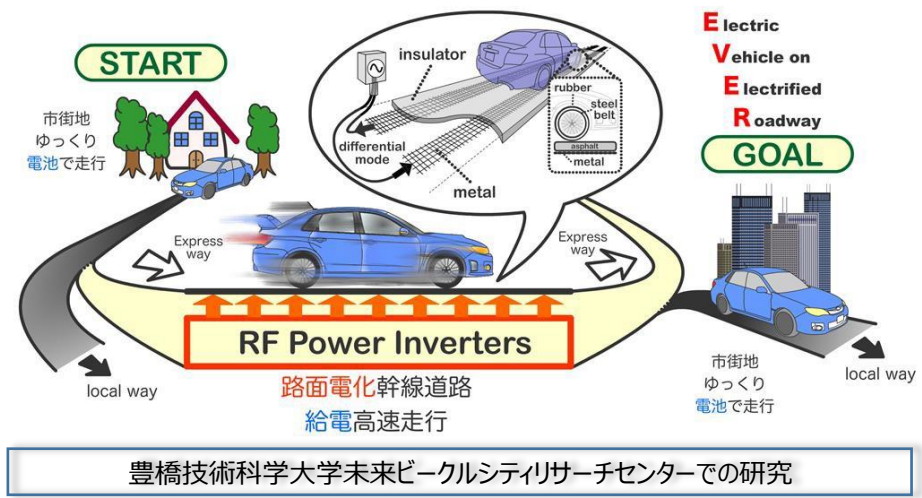 START
市街地
ゆっくり
電池で走行
insulator
differential
mode
metal
rubber
steel
belt
asphalt
metal
Electric
Vehicle on
Electrified
Roadway
GOAL
Express
way
Express
way
RF Power Inverters
路面電化幹線道路
給電高速走行
local way
市街地
ゆっくり
電池で走行
local way
豊橋技術科学大学未来ビークルシティリサーチセンターでの研究